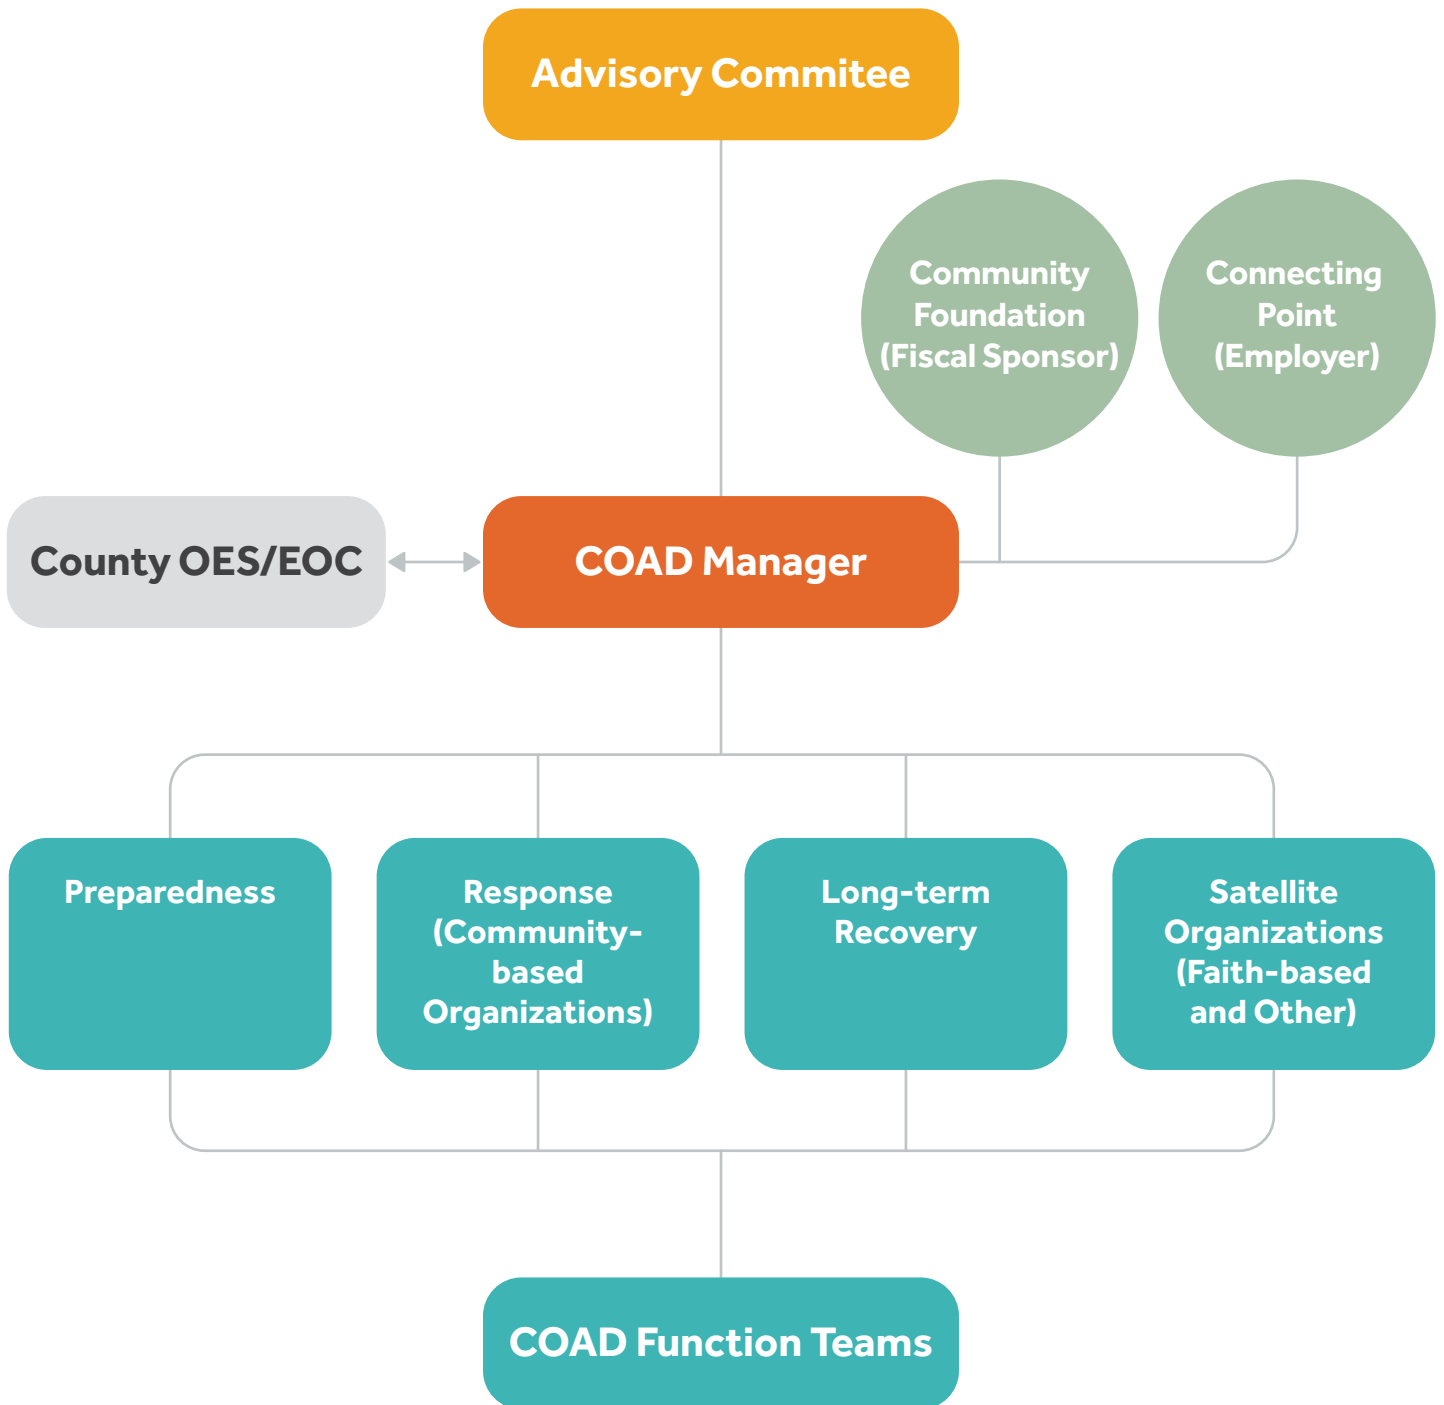 Advisory Commitee
Community
Foundation
(Fiscal Sponsor)
Connecting
Point
(Employer)
County OES/EOC
COAD Manager
Preparedness
Response
(Community-
based
Organizations)
Long-term
Recovery
Satellite
Organizations
(Faith-based
and Other)
COAD Function Teams